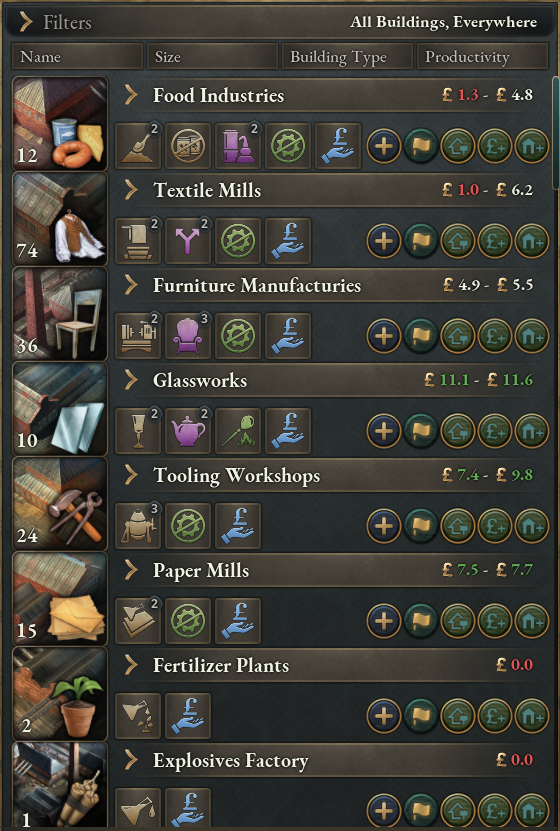 Filters All Buildings, Everywhere
Name Size Building Type Productivity
Food Industries £ 1.3 - £ 4.8
12 2 2 £ £+
Textile Mills £ 1.0 - £ 6.2
74 2 2 £ £+
Furniture Manufacturies £ 4.9 - £ 5.5
36 2 3 £ £+
Glassworks £ 11.1 - £ 11.6
10 2 2 £ £+
Tooling Workshops £ 7.4 - £ 9.8
24 3 £ £+
Paper Mills £ 7.5 - £ 7.7
15 2 £ £+
Fertilizer Plants £ 0.0
2 £ £+
Explosives Factory £ 0.0
1 £ £+